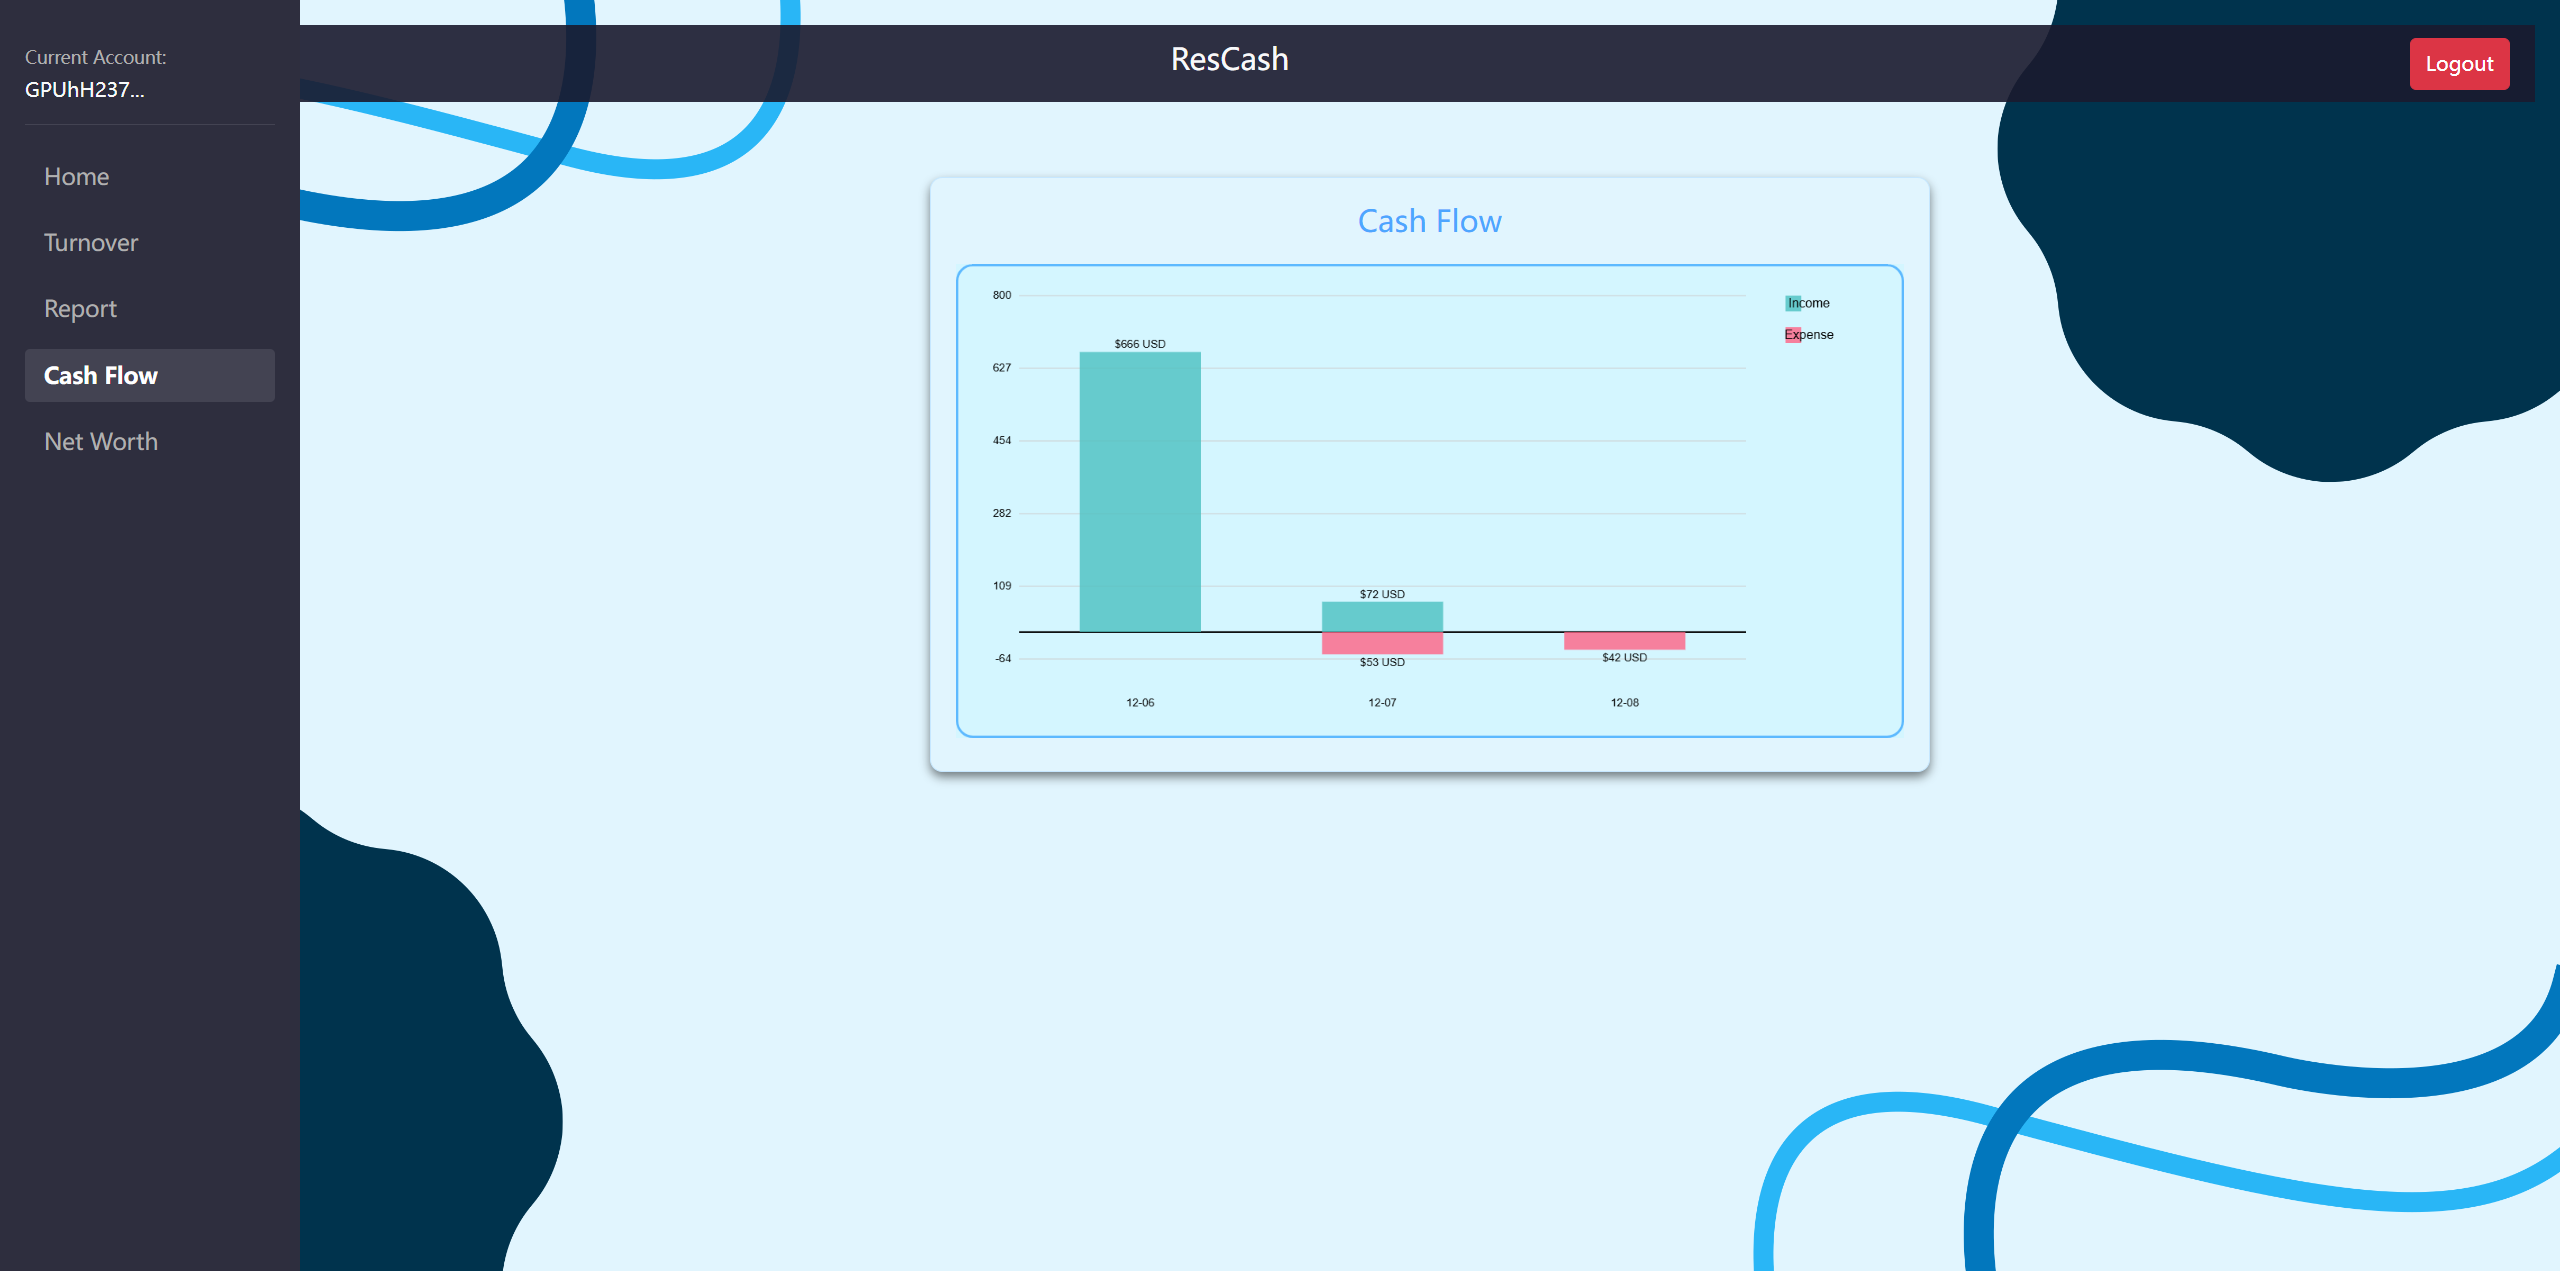 Current Account:
GPUhH237...
Home
Turnover
Report
Cash Flow
Net Worth
ResCash
Logout
Cash Flow
800
627
454
282
109
-64
$666 USD
$72 USD
$53 USD
$42 USD
12-06
12-07
12-08
Income
Expense